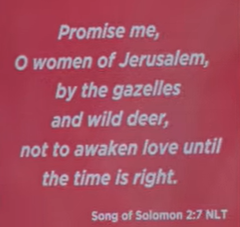 Promise me,
O women of Jerusalem,
by the gazelles
and wild deer,
not to awaken love until
the time is right.
Song of Solomon 2:7 NLT